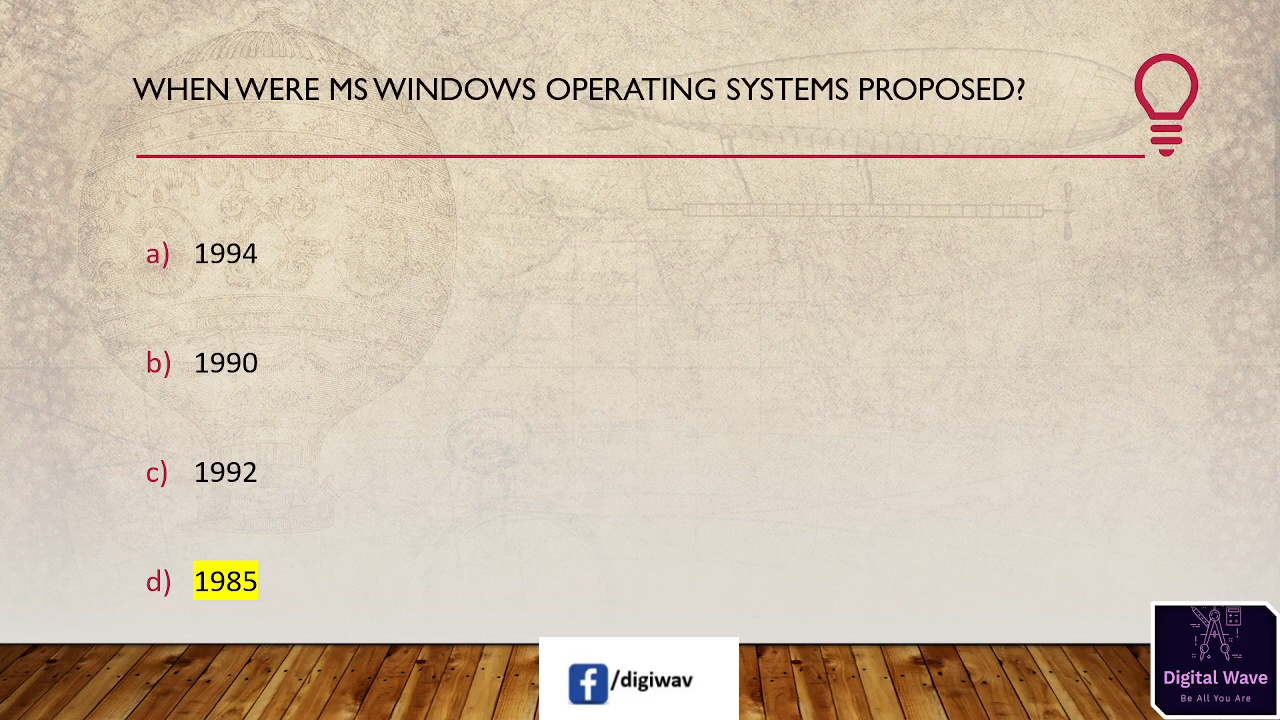 WHEN WERE MS WINDOWS OPERATING SYSTEMS PROPOSED?
a) 1994
b) 1990
c) 1992
d) 1985
f/digiwav
Digital Wave
Be All You Are